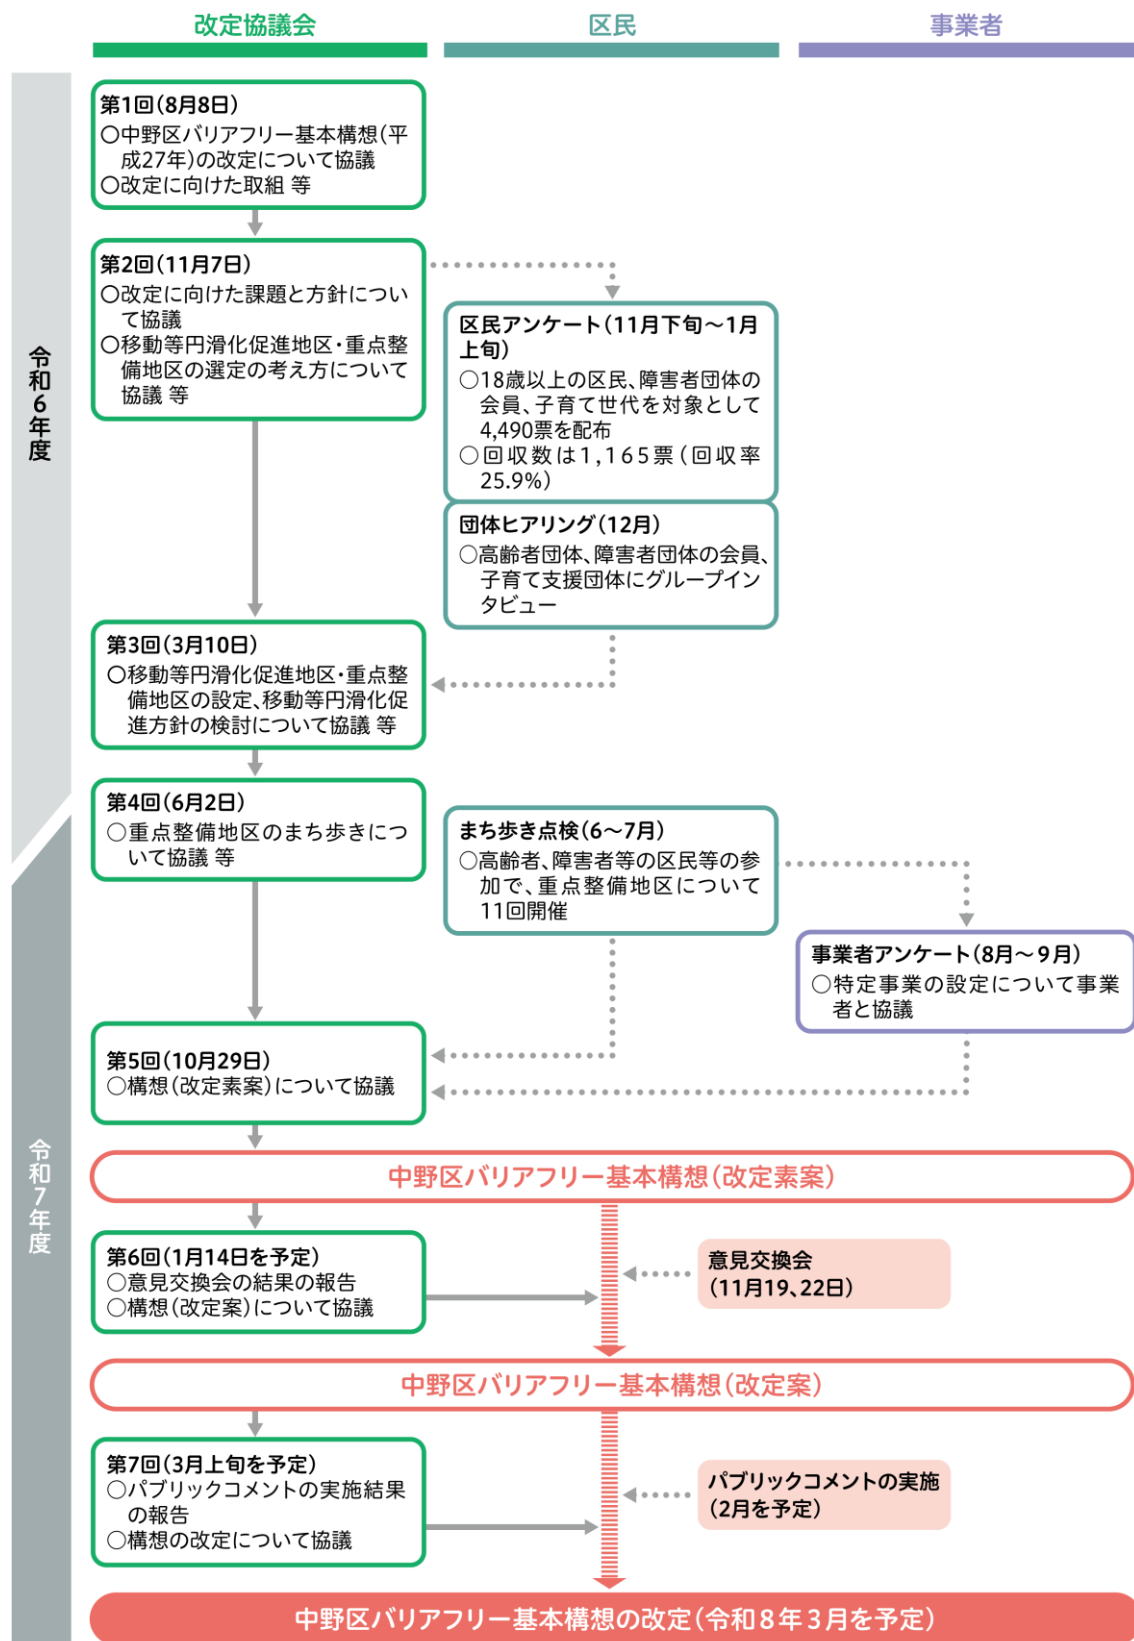 改定協議会
区民
事業者
令和6年度
第1回(8月8日)
〇中野区バリアフリー基本構想(平
成27年)の改定について協議
〇改定に向けた取組 等
第2回(11月7日)
〇改定に向けた課題と方針につい
て協議
〇移動等円滑化促進地区・重点整
備地区の選定の考え方について
協議 等
区民アンケート(11月下旬～1月
上旬)
〇18歳以上の区民、障害者団体の
会員、子育て世代を対象として
4,490票を配布
〇回収数は1,165票(回収率
25.9%)
団体ヒアリング(12月)
〇高齢者団体、障害者団体の会員、
子育て支援団体にグループイン
タビュー
第3回(3月10日)
〇移動等円滑化促進地区・重点整
備地区の設定、移動等円滑化促
進方針の検討について協議 等
令和7年度
第4回(6月2日)
〇重点整備地区のまち歩きにつ
いて協議 等
まち歩き点検(6～7月)
〇高齢者、障害者等の区民等の参
加で、重点整備地区について
11回開催
事業者アンケート(8月～9月)
〇特定事業の設定について事業
者と協議
第5回(10月29日)
〇構想(改定素案)について協議
中野区バリアフリー基本構想(改定素案)
第6回(1月14日を予定)
〇意見交換会の結果の報告
〇構想(改定案)について協議
意見交換会
(11月19、22日)
中野区バリアフリー基本構想(改定案)
第7回(3月上旬を予定)
〇パブリックコメントの実施結果
の報告
〇構想の改定について協議
パブリックコメントの実施
(2月を予定)
中野区バリアフリー基本構想の改定(令和8年3月を予定)